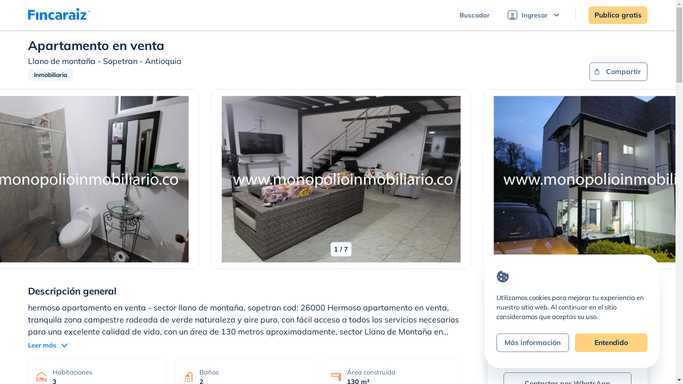 Fincaraiz
Buscador
Ingresar
Publica gratis
Apartamento en venta
Llano de montaña - Sopetran - Antioquia
Inmobiliaria
Compartir
www.monopolioinmobiliario.co
www.monopolioinmobiliario.co
1 / 7
Descripción general
hermoso apartamento en venta - sector llano de montaña, sopetran cod: 26000 Hermoso apartamento en venta,
tranquila zona campestre rodeada de verde naturaleza y aire puro, con fácil acceso a todos los servicios necesarios
para una excelente calidad de vida, con un área de 130 metros aproximadamente, sector Llano de Montaña en...
Leer más
Habitaciones
3
Baños
2
Área construida
130 m²
Utilizamos cookies para mejorar tu experiencia en
nuestro sitio web. Al continuar en el sitio
consideramos que aceptas su uso.
Más información
Entendido
Contactar por WhatsApp